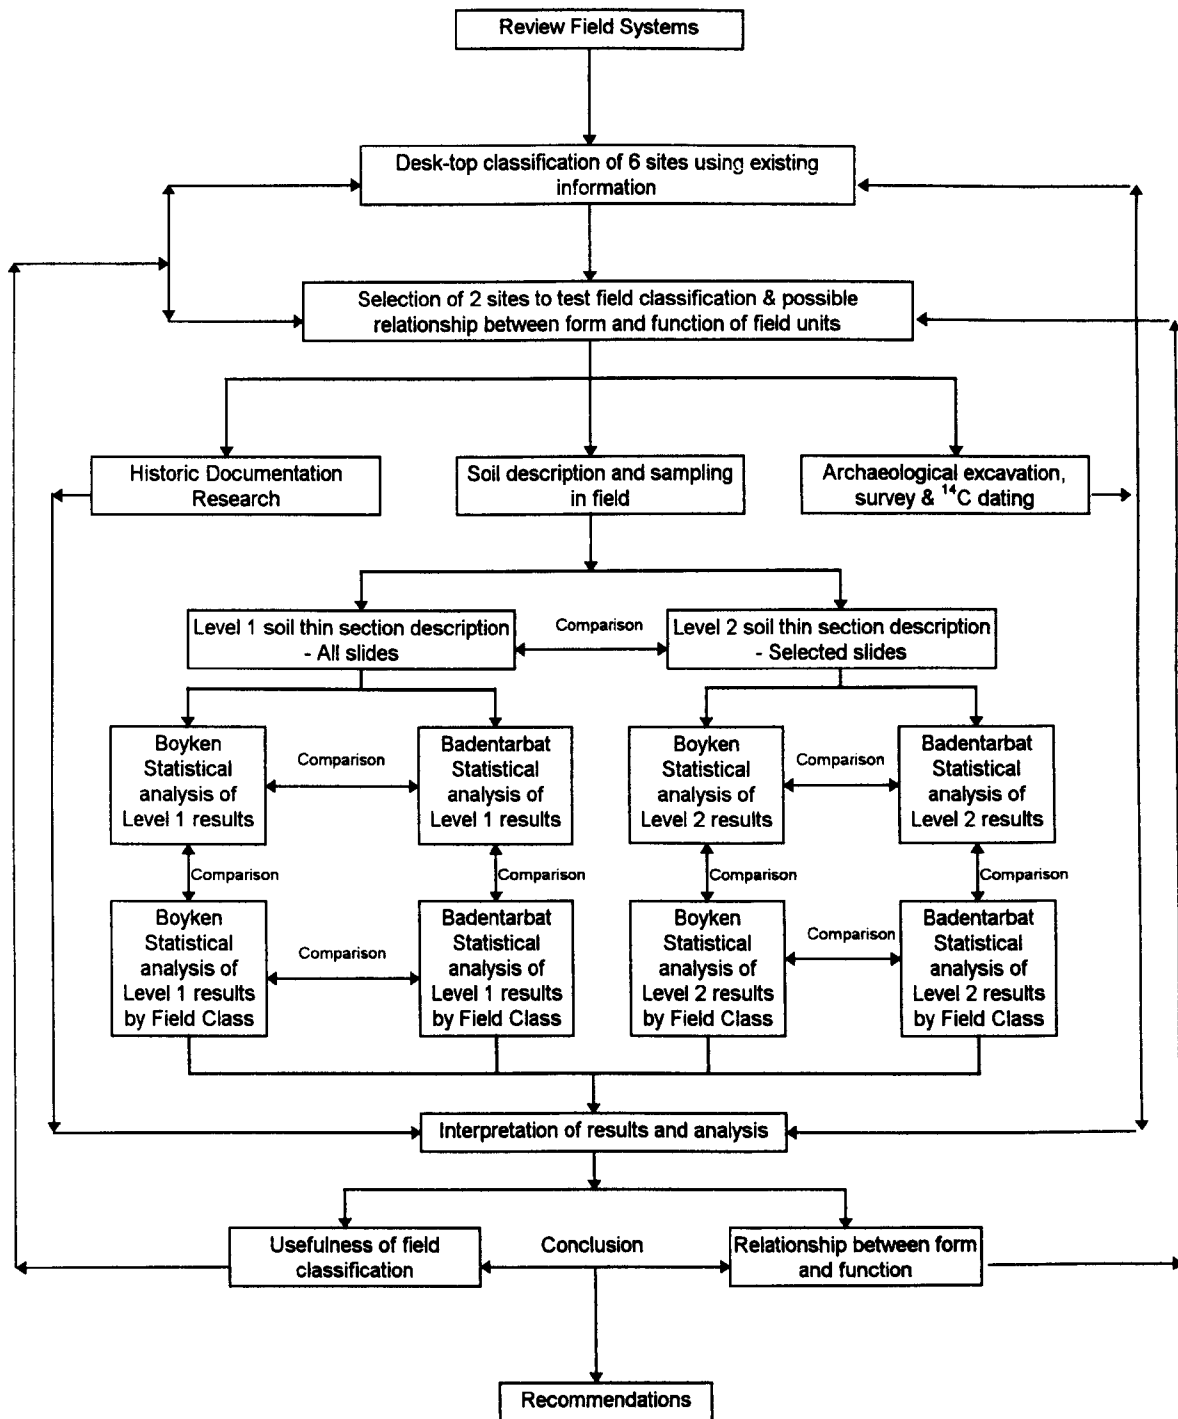 Review Field Systems
Desk-top classification of 6 sites using existing
information
Selection of 2 sites to test field classification & possible
relationship between form and function of field units
Historic Documentation
Research
Soil description and sampling
in field
Archaeological excavation,
survey & ¹⁴C dating
Level 1 soil thin section description
- All slides
Comparison
Level 2 soil thin section description
- Selected slides
Boyken
Statistical
analysis of
Level 1 results
Comparison
Badentarbat
Statistical
analysis of
Level 1 results
Boyken
Statistical
analysis of
Level 2 results
Comparison
Badentarbat
Statistical
analysis of
Level 2 results
Comparison
Comparison
Comparison
Comparison
Boyken
Statistical
analysis of
Level 1 results
by Field Class
Comparison
Badentarbat
Statistical
analysis of
Level 1 results
by Field Class
Boyken
Statistical
analysis of
Level 2 results
by Field Class
Comparison
Badentarbat
Statistical
analysis of
Level 2 results
by Field Class
Interpretation of results and analysis
Usefulness of field
classification
Conclusion
Relationship between form
and function
Recommendations